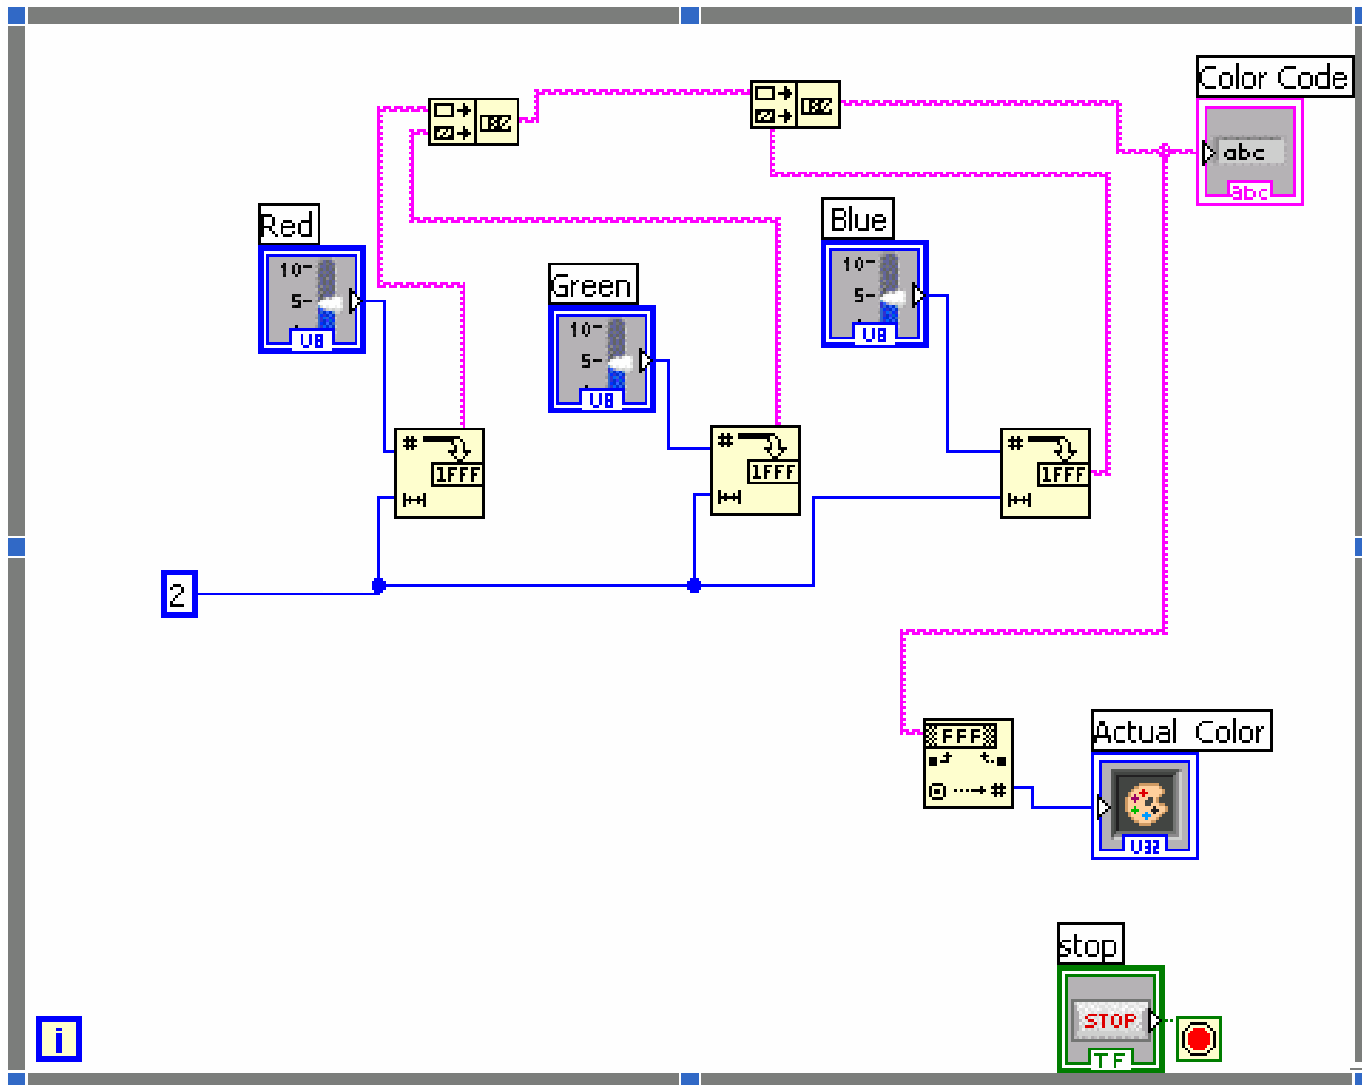 Color Code
abc
abc
Red
10
5
U8
Green
10
5
U8
Blue
10
5
U8
#
1FFF
#
1FFF
#
1FFF
2
FFF
#
Actual Color
U32
stop
STOP
TF
i